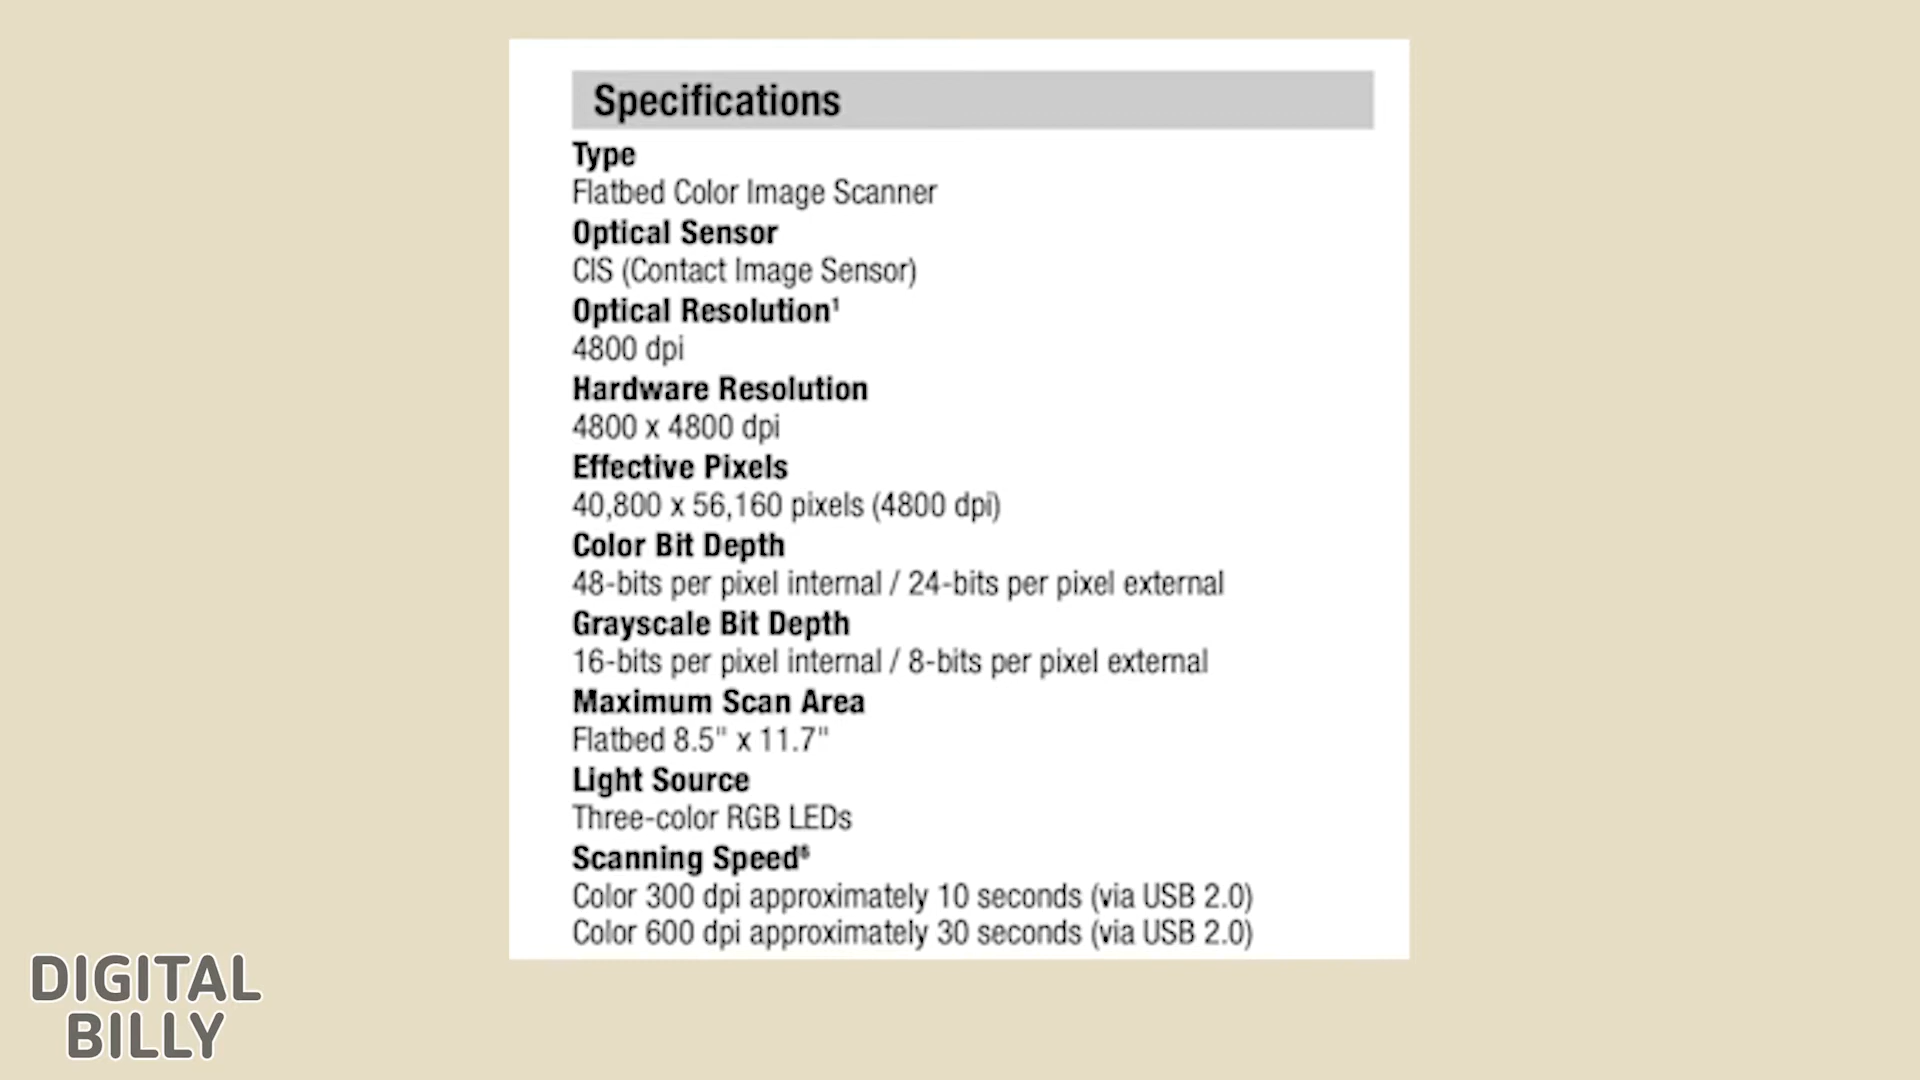 Specifications
Type
Flatbed Color Image Scanner
Optical Sensor
CIS (Contact Image Sensor)
Optical Resolution¹
4800 dpi
Hardware Resolution
4800 x 4800 dpi
Effective Pixels
40,800 x 56,160 pixels (4800 dpi)
Color Bit Depth
48-bits per pixel internal / 24-bits per pixel external
Grayscale Bit Depth
16-bits per pixel internal / 8-bits per pixel external
Maximum Scan Area
Flatbed 8.5" x 11.7"
Light Source
Three-color RGB LEDs
Scanning Speed⁶
Color 300 dpi approximately 10 seconds (via USB 2.0)
Color 600 dpi approximately 30 seconds (via USB 2.0)
DIGITAL
BILLY